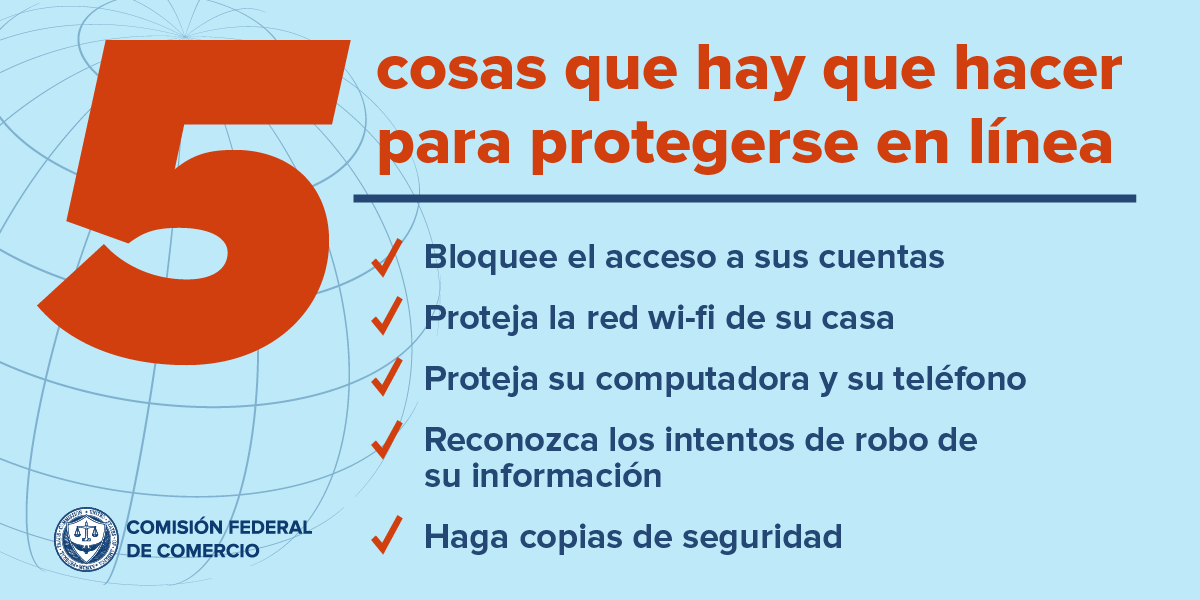 5
cosas que hay que hacer
para protegerse en línea
Bloquee el acceso a sus cuentas
Proteja la red wi-fi de su casa
Proteja su computadora y su teléfono
Reconozca los intentos de robo de
su información
Haga copias de seguridad
COMISIÓN FEDERAL
DE COMERCIO